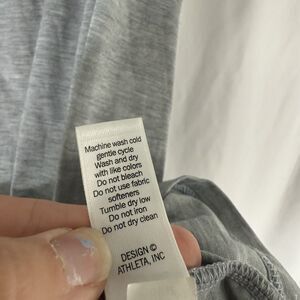 Machine wash cold
gentle cycle
Wash and dry
with like colors
Do not bleach
Do not use fabric
softeners
Tumble dry low
Do not iron
Do not dry clean
DESIGN ©
ATHLETA, INC